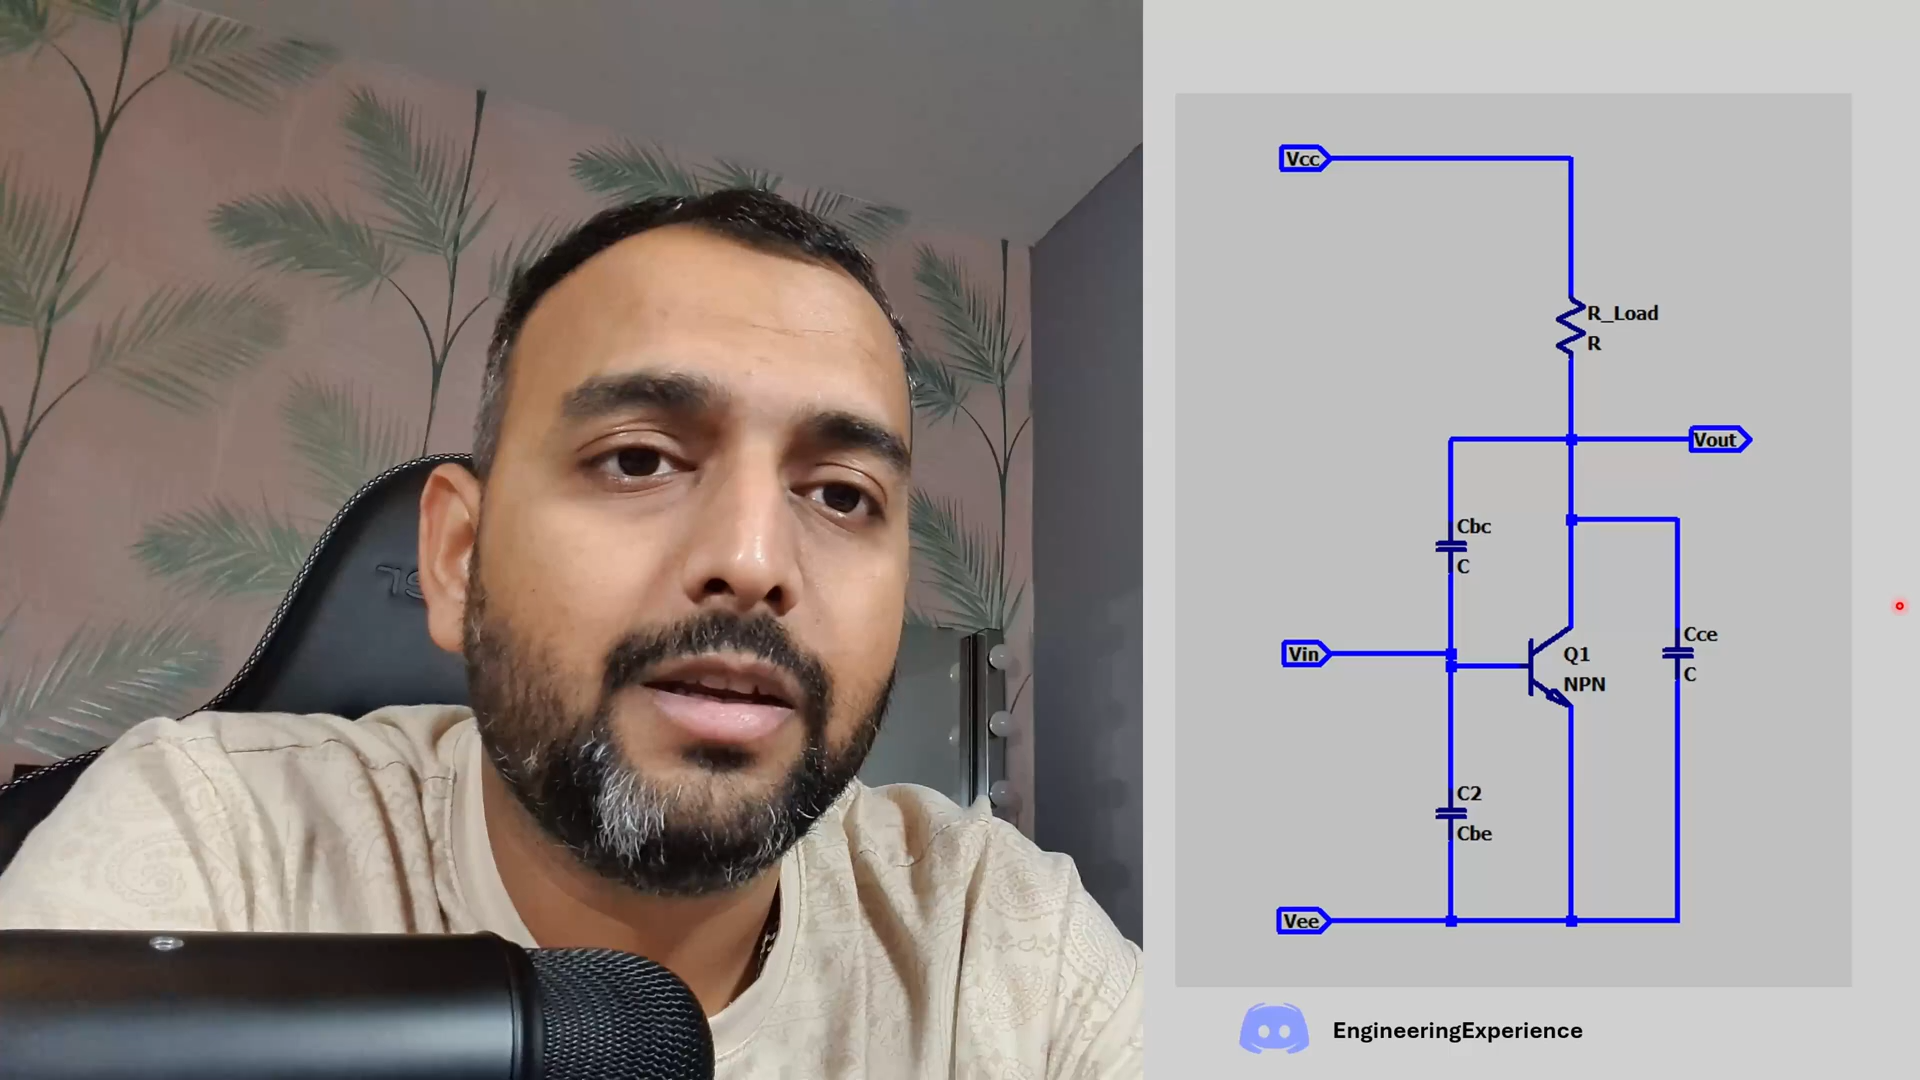 Vcc
R_Load
R
Vout
Cbc
C
Vin
Q1
NPN
Cce
C
C2
Cbe
Vee
EngineeringExperience